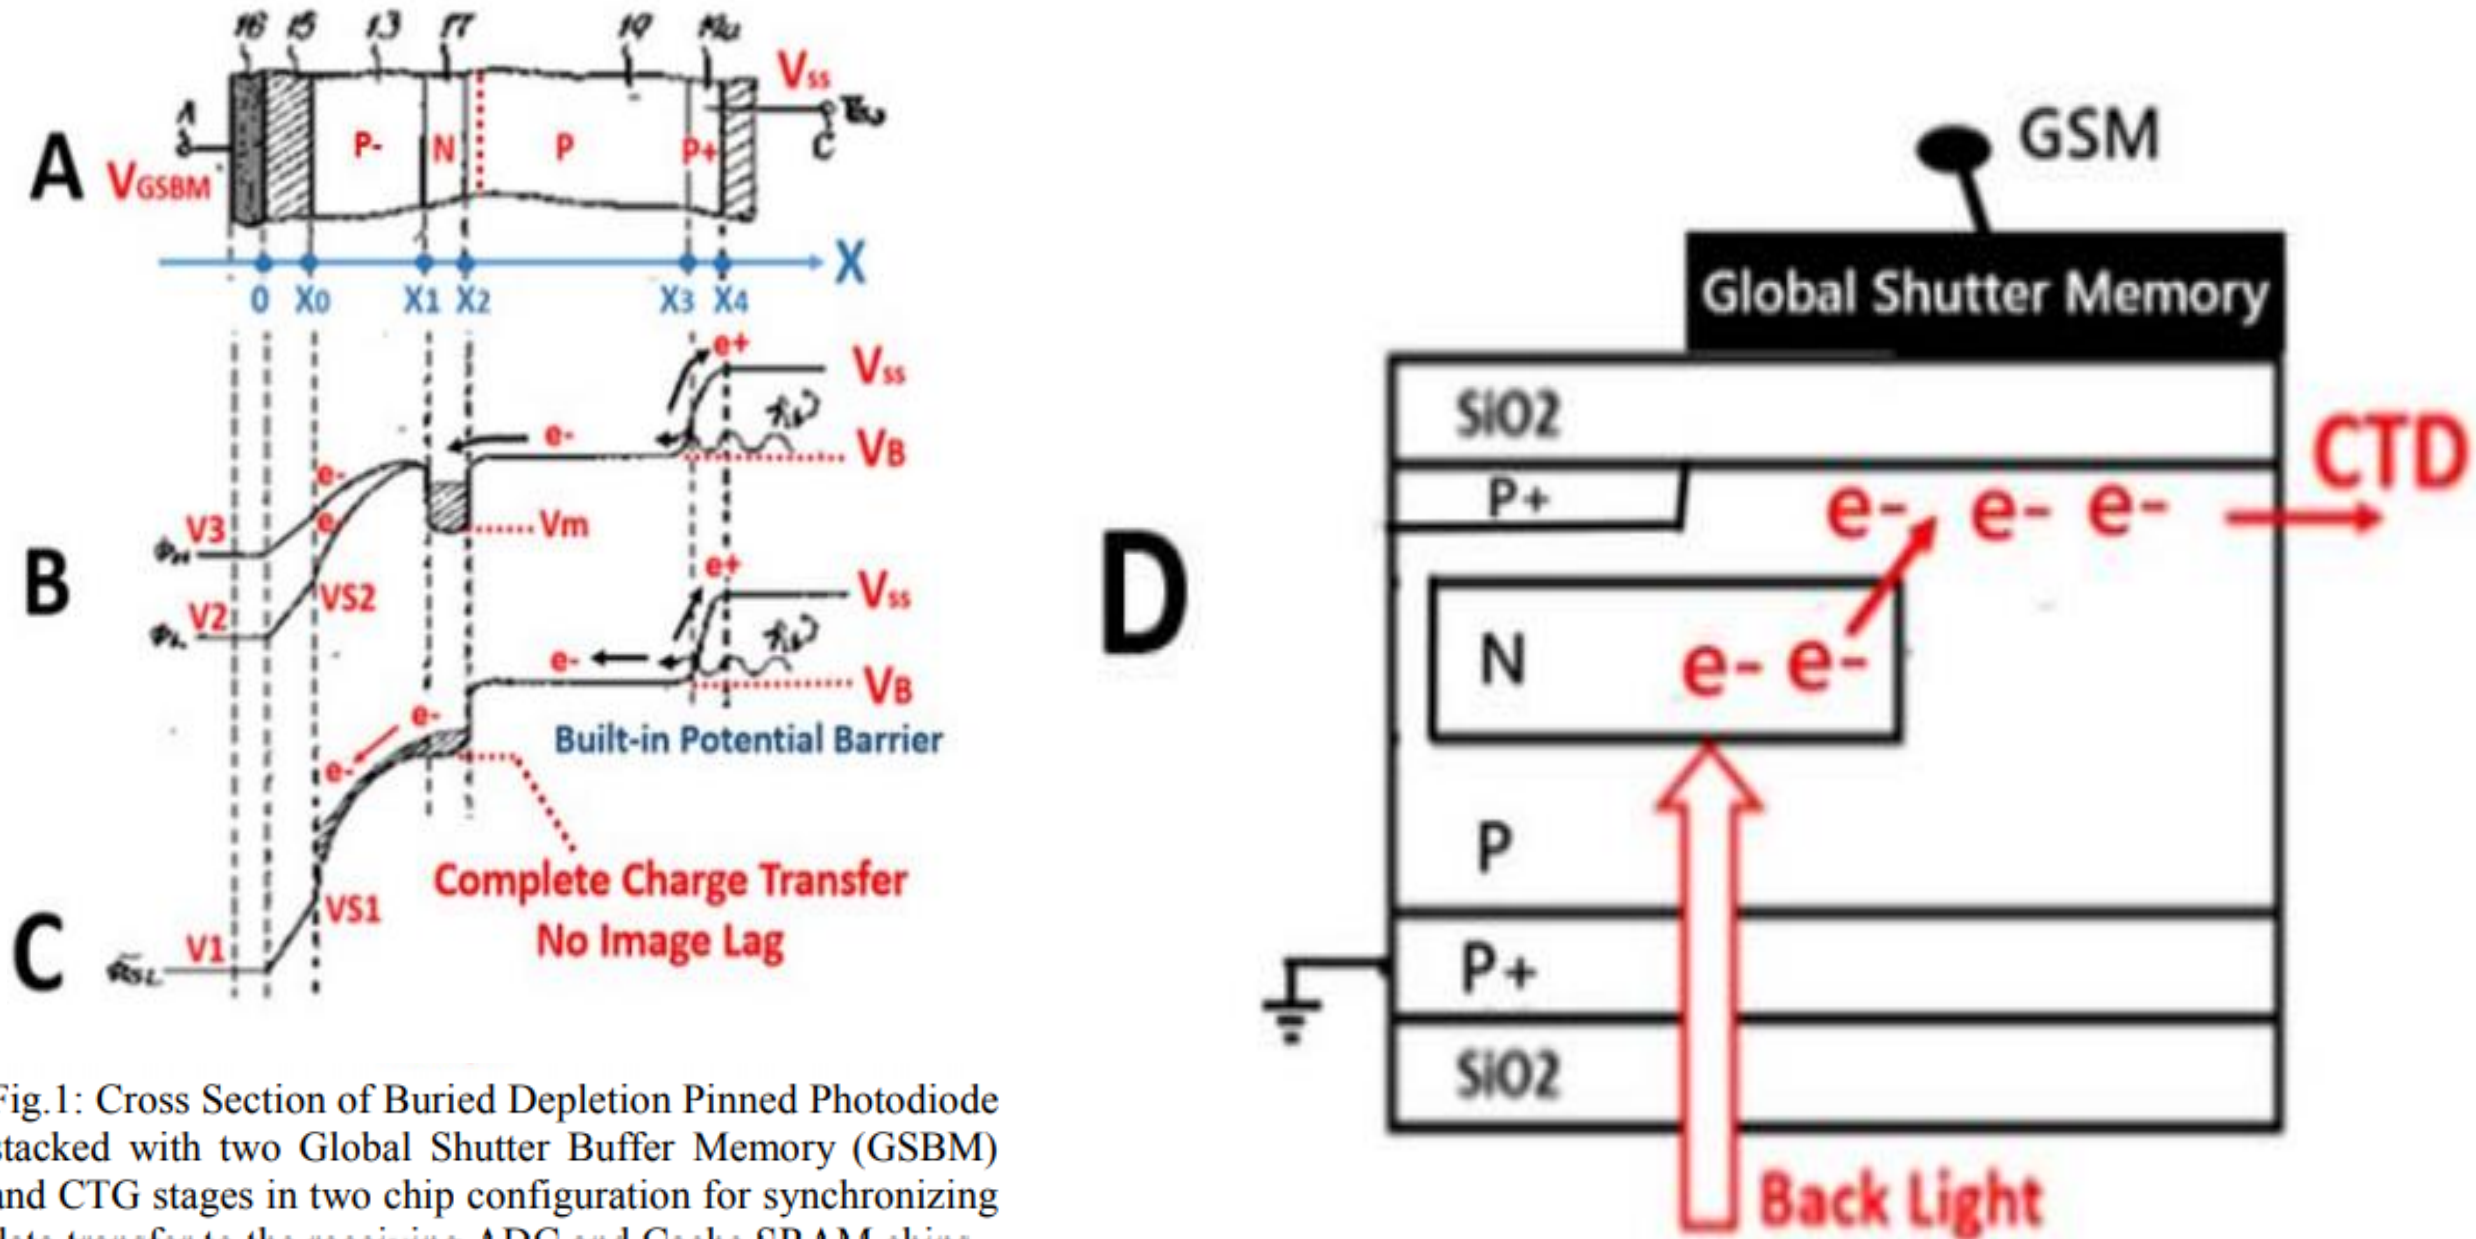 16 15 13 17 19 19a
Vss
A
VGSBM
P- N P P+
C
A
X
0 X0 X1 X2 X3 X4
e+
Vss
e-
VB
e-
e-
V3
Vm
B
e+
V2
VS2
Vss
e-
VB
e-
Built-in Potential Barrier
e-
Complete Charge Transfer
VS1
No Image Lag
C
V1
Fig.1: Cross Section of Buried Depletion Pinned Photodiode
stacked with two Global Shutter Buffer Memory (GSBM)
and CTG stages in two chip configuration for synchronizing
GSM
Global Shutter Memory
SiO2
CTD
P+
e- e- e-
D
N
e- e-
P
P+
SiO2
Back Light